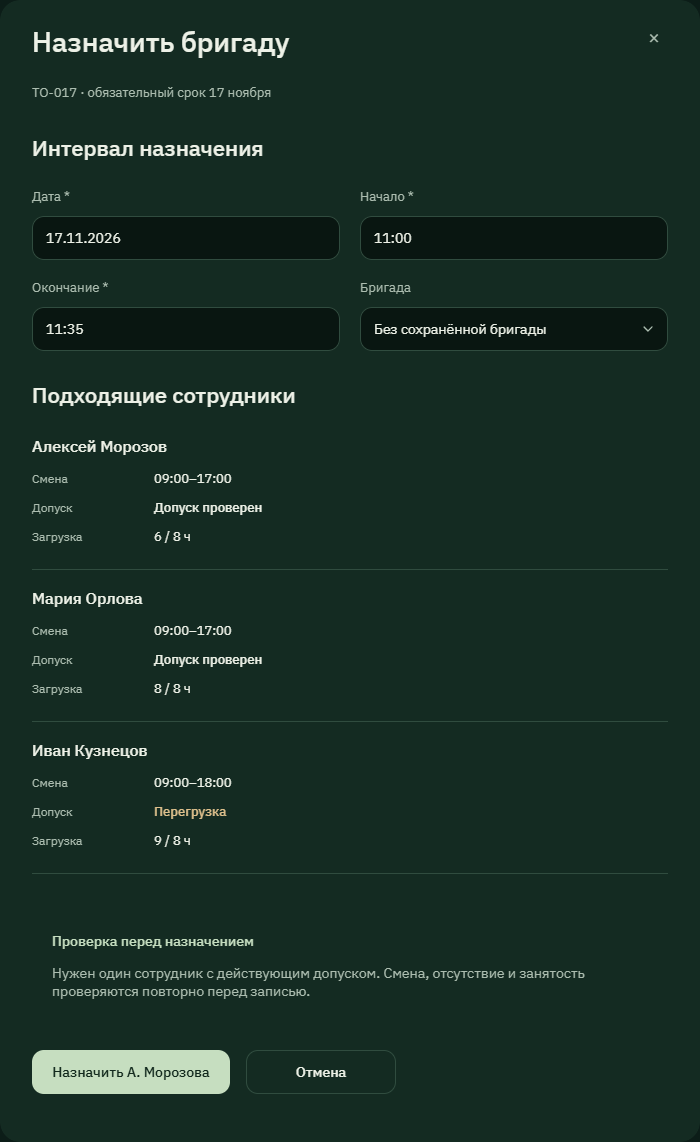 Назначить бригаду
×
ТО-017 · обязательный срок 17 ноября
Интервал назначения
Дата *
Начало *
17.11.2026
11:00
Окончание *
Бригада
11:35
Без сохранённой бригады
Подходящие сотрудники
Алексей Морозов
Смена 09:00–17:00
Допуск Допуск проверен
Загрузка 6 / 8 ч
Мария Орлова
Смена 09:00–17:00
Допуск Допуск проверен
Загрузка 8 / 8 ч
Иван Кузнецов
Смена 09:00–18:00
Допуск Перегрузка
Загрузка 9 / 8 ч
Проверка перед назначением
Нужен один сотрудник с действующим допуском. Смена, отсутствие и занятость
проверяются повторно перед записью.
Назначить А. Морозова
Отмена